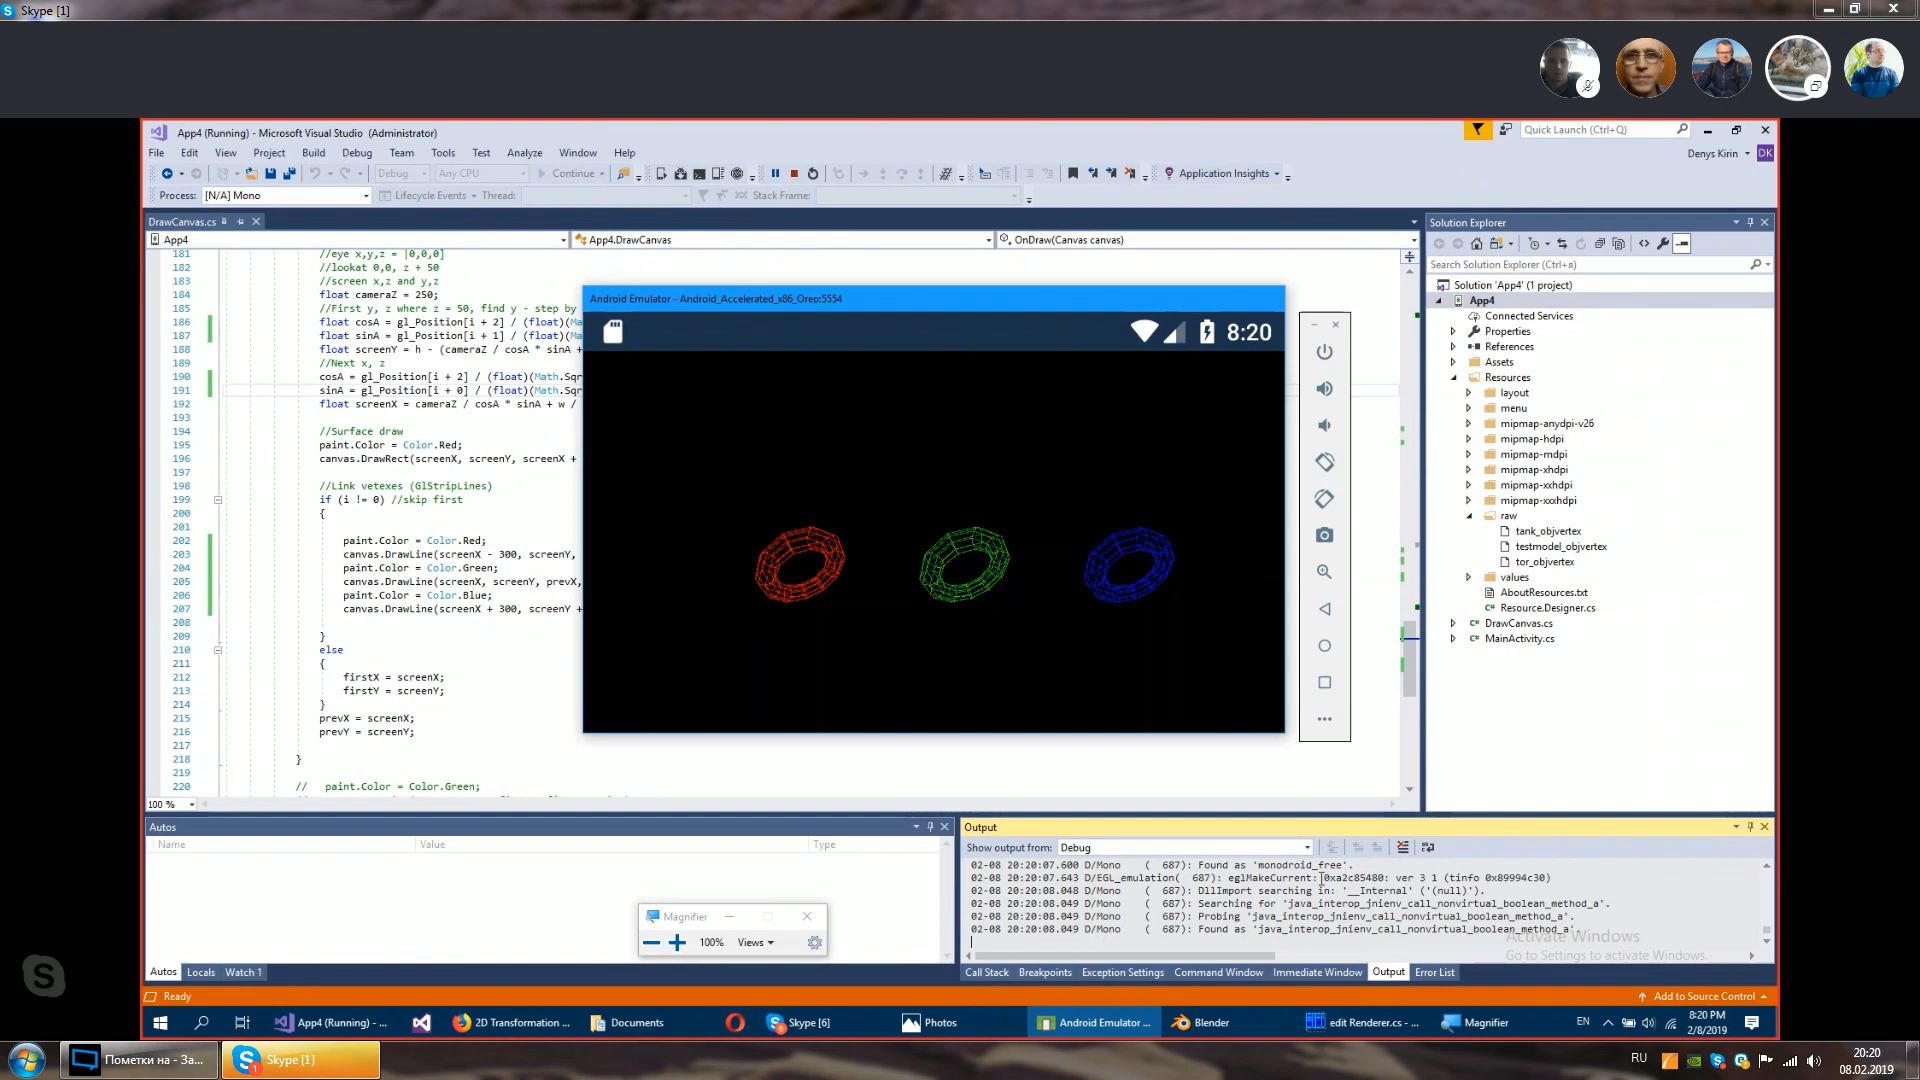 Skype [1]
App4 (Running) - Microsoft Visual Studio (Administrator)
Quick Launch (Ctrl+Q)
File Edit View Project Build Debug Team Tools Test Analyze Window Help
Denys Kirin DK
Debug Any CPU Continue Application Insights
Process: [N/A] Mono Lifecycle Events Thread: Stack Frame:
DrawCanvas.cs
App4 App4.DrawCanvas OnDraw(Canvas canvas)
181 //eye x,y,z = |0,0,0]
182 //lookat 0,0, z + 50
183 //screen x,z and y,z
184 float cameraZ = 250;
185 //First y, z where z = 50, find y - step by
186 float cosA = gl_Position[i + 2] / (float)(Ma
187 float sinA = gl_Position[i + 1] / (float)(Ma
188 float screenY = h - (cameraZ / cosA * sinA +
189 //Next x, z
190 cosA = gl_Position[i + 2] / (float)(Math.Sqr
191 sinA = gl_Position[i + 0] / (float)(Math.Sqr
192 float screenX = cameraZ / cosA * sinA + w /
193
194 //Surface draw
195 paint.Color = Color.Red;
196 canvas.DrawRect(screenX, screenY, screenX +
197
198 //Link vetexes (GlStripLines)
199 if (i != 0) //skip first
200 {
201
202 paint.Color = Color.Red;
203 canvas.DrawLine(screenX - 300, screenY,
204 paint.Color = Color.Green;
205 canvas.DrawLine(screenX, screenY, prevX,
206 paint.Color = Color.Blue;
207 canvas.DrawLine(screenX + 300, screenY +
208
209 }
210 else
211 {
212 firstX = screenX;
213 firstY = screenY;
214 }
215 prevX = screenX;
216 prevY = screenY;
217
218 }
219
220 // paint.Color = Color.Green;
100 %
Android Emulator - Android_Accelerated_x86_Oreo:5554
8:20
Solution Explorer
Search Solution Explorer (Ctrl+я)
Solution 'App4' (1 project)
App4
Connected Services
Properties
References
Assets
Resources
layout
menu
mipmap-anydpi-v26
mipmap-hdpi
mipmap-mdpi
mipmap-xhdpi
mipmap-xxhdpi
mipmap-xxxhdpi
raw
tank_objvertex
testmodel_objvertex
tor_objvertex
values
AboutResources.txt
Resource.Designer.cs
DrawCanvas.cs
MainActivity.cs
Autos
Name Value Type
Autos Locals Watch 1
Magnifier
100% Views
Output
Show output from: Debug
02-08 20:20:07.600 D/Mono ( 687): Found as 'monodroid_free'.
02-08 20:20:07.643 D/EGL_emulation( 687): eglMakeCurrent: 0xa2c85480: ver 3 1 (tinfo 0x89994c30)
02-08 20:20:08.048 D/Mono ( 687): DllImport searching in: '__Internal' ('(null)').
02-08 20:20:08.049 D/Mono ( 687): Searching for 'java_interop_jnienv_call_nonvirtual_boolean_method_a'.
02-08 20:20:08.049 D/Mono ( 687): Probing 'java_interop_jnienv_call_nonvirtual_boolean_method_a'.
02-08 20:20:08.049 D/Mono ( 687): Found as 'java_interop_jnienv_call_nonvirtual_boolean_method_a'.
Activate Windows
Go to Settings to activate Windows.
Call Stack Breakpoints Exception Settings Command Window Immediate Window Output Error List
Ready
Add to Source Control
App4 (Running) - ... 2D Transformation ... Documents Skype [6] Photos Android Emulator ... Blender edit Renderer.cs - ... Magnifier EN 8:20 PM
2/8/2019
Пометки на - За... Skype [1] RU 20:20
08.02.2019